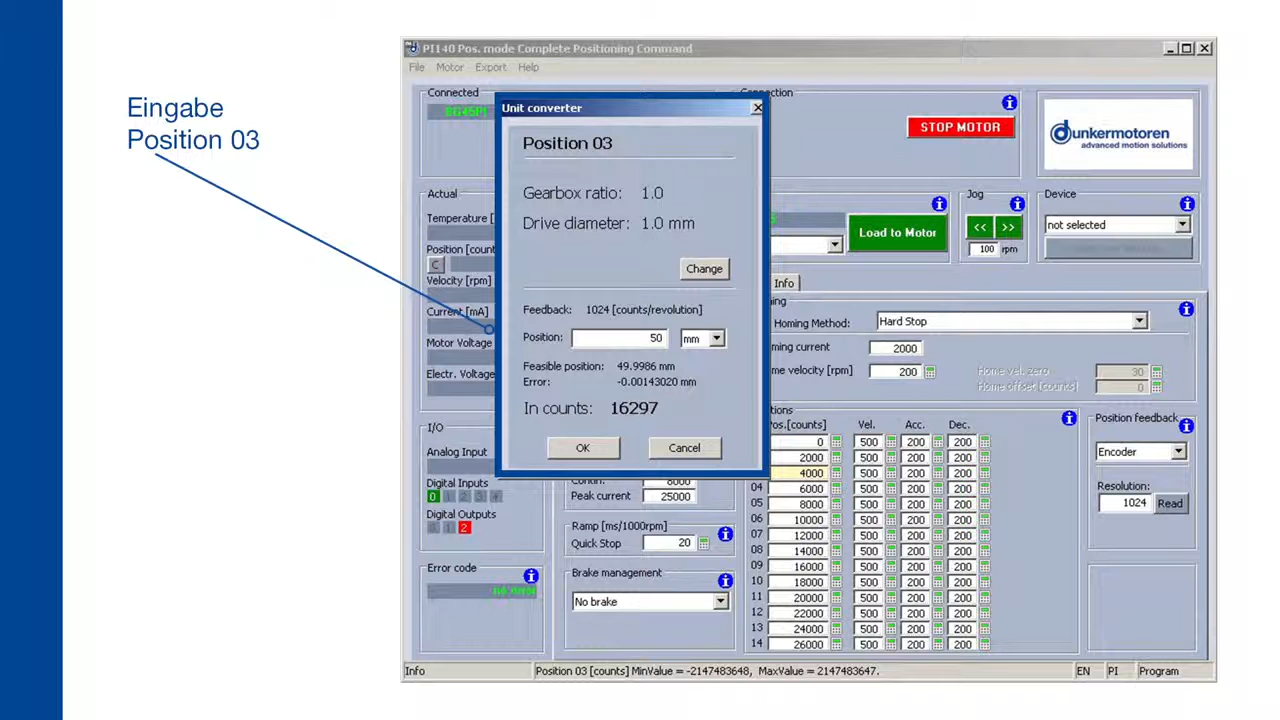 Eingabe
Position 03
PI140 Pos. mode Complete Positioning Command
File Motor Export Help
Connected
BG45PI
STOP MOTOR
Dunkermotoren
advanced motion solutions
Unit converter
Position 03
Gearbox ratio: 1.0
Drive diameter: 1.0 mm
Change
Feedback: 1024 [counts/revolution]
Position: 50 mm
Feasible position: 49.9986 mm
Error: -0.00143020 mm
In counts: 16297
OK Cancel
Actual
Temperature [
Position [count
C
Velocity [rpm]
Current [mA]
Motor Voltage
Electr. Voltage
I/O
Analog Input
Digital Inputs
0 1 2 3 4
Digital Outputs
0 1 2
Error code
no error
Load to Motor
Jog
<< >>
100 rpm
Device
not selected
Info
Homing Method: Hard Stop
2000
200
Home vel. zero 30
Home offset [counts] 0
Contin. 8000
Peak current 25000
Ramp [ms/1000rpm]
Quick Stop 20
Brake management
No brake
Pos.[counts] Vel. Acc. Dec.
0 500 200 200
2000 500 200 200
4000 500 200 200
04 6000 500 200 200
05 8000 500 200 200
06 10000 500 200 200
07 12000 500 200 200
08 14000 500 200 200
09 16000 500 200 200
10 18000 500 200 200
11 20000 500 200 200
12 22000 500 200 200
13 24000 500 200 200
14 26000 500 200 200
Position feedback
Encoder
Resolution:
1024 Read
Info Position 03 [counts] MinValue = -2147483648, MaxValue = 2147483647. EN PI Program